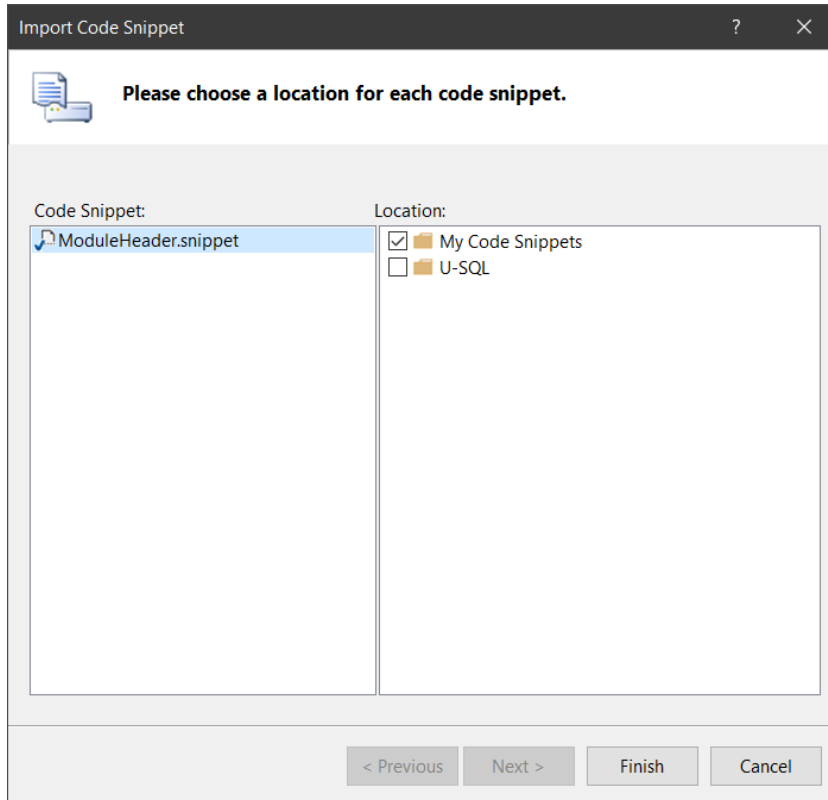 Import Code Snippet ?
Please choose a location for each code snippet.
Code Snippet:
Location:
ModuleHeader.snippet
My Code Snippets
U-SQL
< Previous
Next >
Finish
Cancel